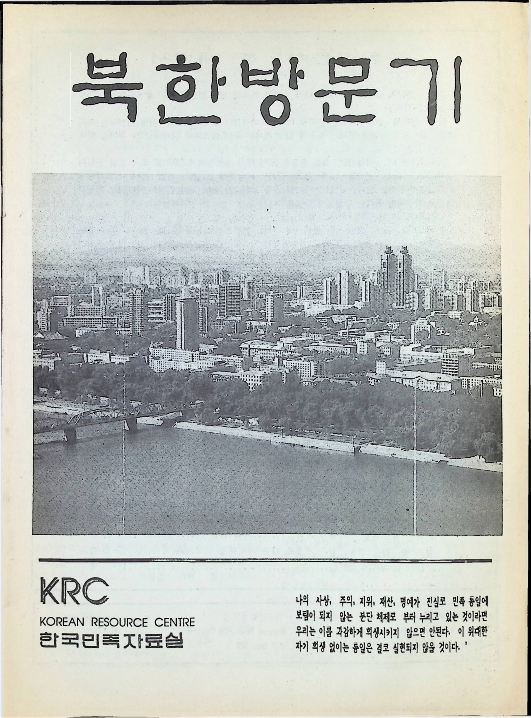 북한방문기
KRC
KOREAN RESOURCE CENTRE
한국민족자료실
나의 사상, 주의, 지위, 재산, 명예가 진실로 민족 통일에
보탬이 되지 않는 분단 체제로 부터 누리고 있는 것이라면
우리는 이를 과감하게 희생시키지 않으면 안된다. 이 위대한
자기 희생 없이는 통일은 결코 실현되지 않을 것이다.